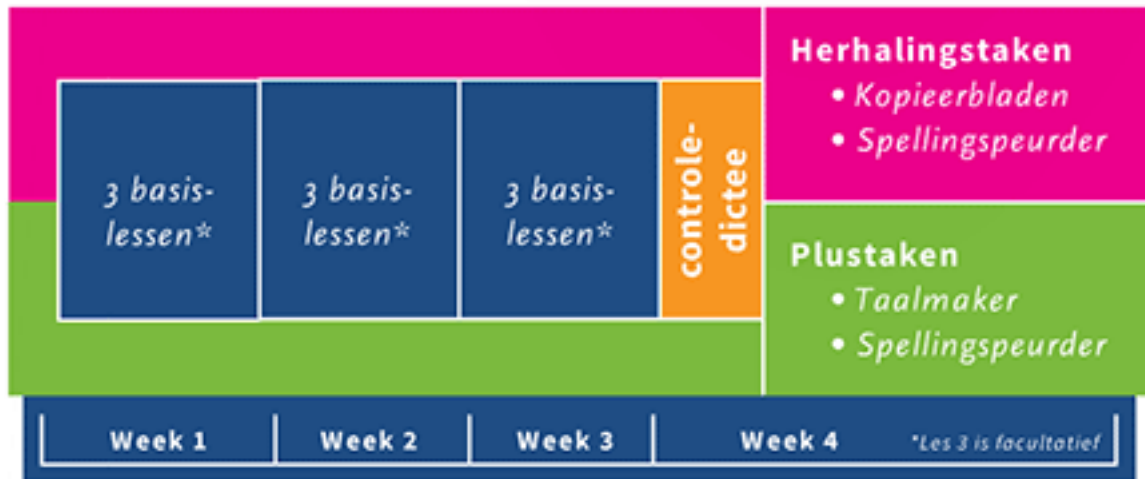 3 basis-
lessen*
3 basis-
lessen*
3 basis-
lessen*
controle-
dictee
Herhalingstaken
• Kopieerbladen
• Spellingspeurder
Plustaken
• Taalmaker
• Spellingspeurder
Week 1
Week 2
Week 3
Week 4
*Les 3 is facultatief